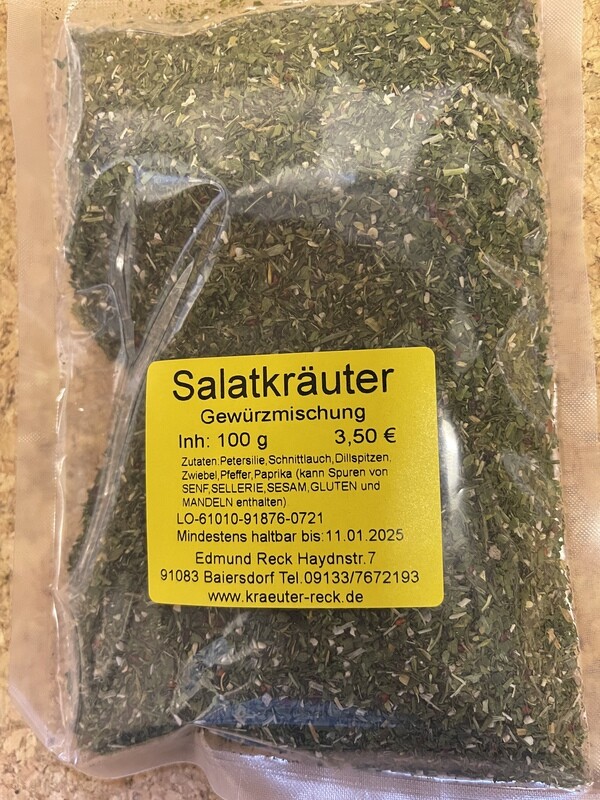 Salatkräuter
Gewürzmischung
Inh: 100 g 3,50 €
Zutaten:Petersilie,Schnittlauch,Dillspitzen,
Zwiebel,Pfeffer,Paprika (kann Spuren von
SENF,SELLERIE,SESAM,GLUTEN und
MANDELN enthalten)
LO-61010-91876-0721
Mindestens haltbar bis:11.01.2025
Edmund Reck Haydnstr.7
91083 Baiersdorf Tel.09133/7672193
www.kraeuter-reck.de